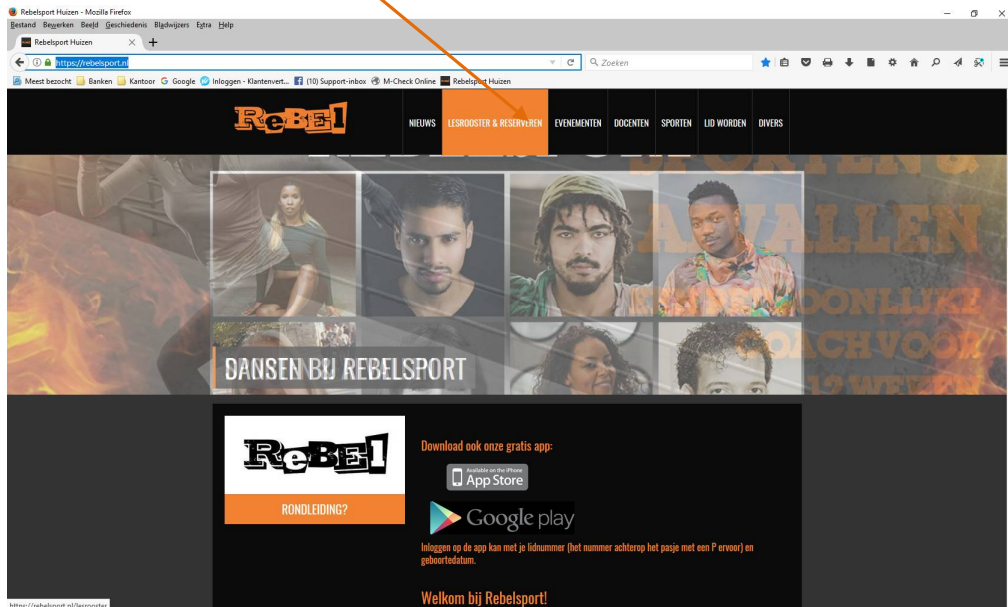 Rebelsport Huizen - Mozilla Firefox
Bestand Bewerken Beeld Geschiedenis Bladwijzers Extra Help
Rebelsport Huizen
https://rebelsport.nl
Zoeken
Meest bezocht Banken Kantoor G Google Inloggen - Klantenvert... (10) Support-inbox M-Check Online Rebelsport Huizen
REBEL
NIEUWS LESROOSTER & RESERVEREN EVENEMENTEN DOCENTEN SPORTEN LID WORDEN DIVERS
SPORTEN &
AFVALLEN
COACH VOOR
12 WEKEN
DANSEN BIJ REBELSPORT
REBEL
RONDLEIDING?
Download ook onze gratis app:
Available on the iPhone
App Store
Google play
Inloggen op de app kan met je lidnummer (het nummer achterop het pasje met een P ervoor) en
geboortedatum.
Welkom bij Rebelsport!
https://rebelsport.nl/lesrooster